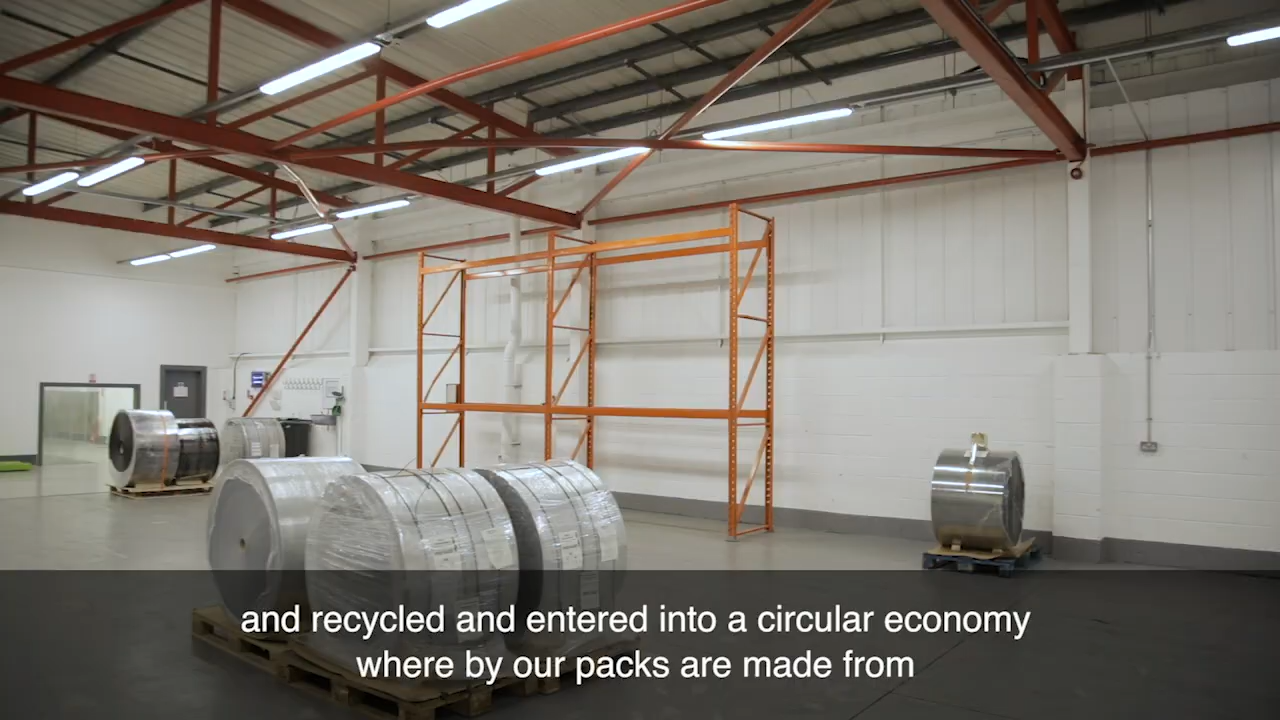 and recycled and entered into a circular economy
where by our packs are made from